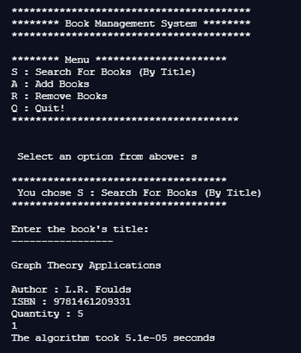 ****************************************
******** Book Management System ********
****************************************
******** Menu **********************
S : Search For Books (By Title)
A : Add Books
R : Remove Books
Q : Quit!
**************************************
Select an option from above: s
************************************
You chose S : Search For Books (By Title)
************************************
Enter the book's title:
-----------------
Graph Theory Applications
Author : L.R. Foulds
ISBN : 9781461209331
Quantity : 5
1
The algorithm took 5.1e-05 seconds